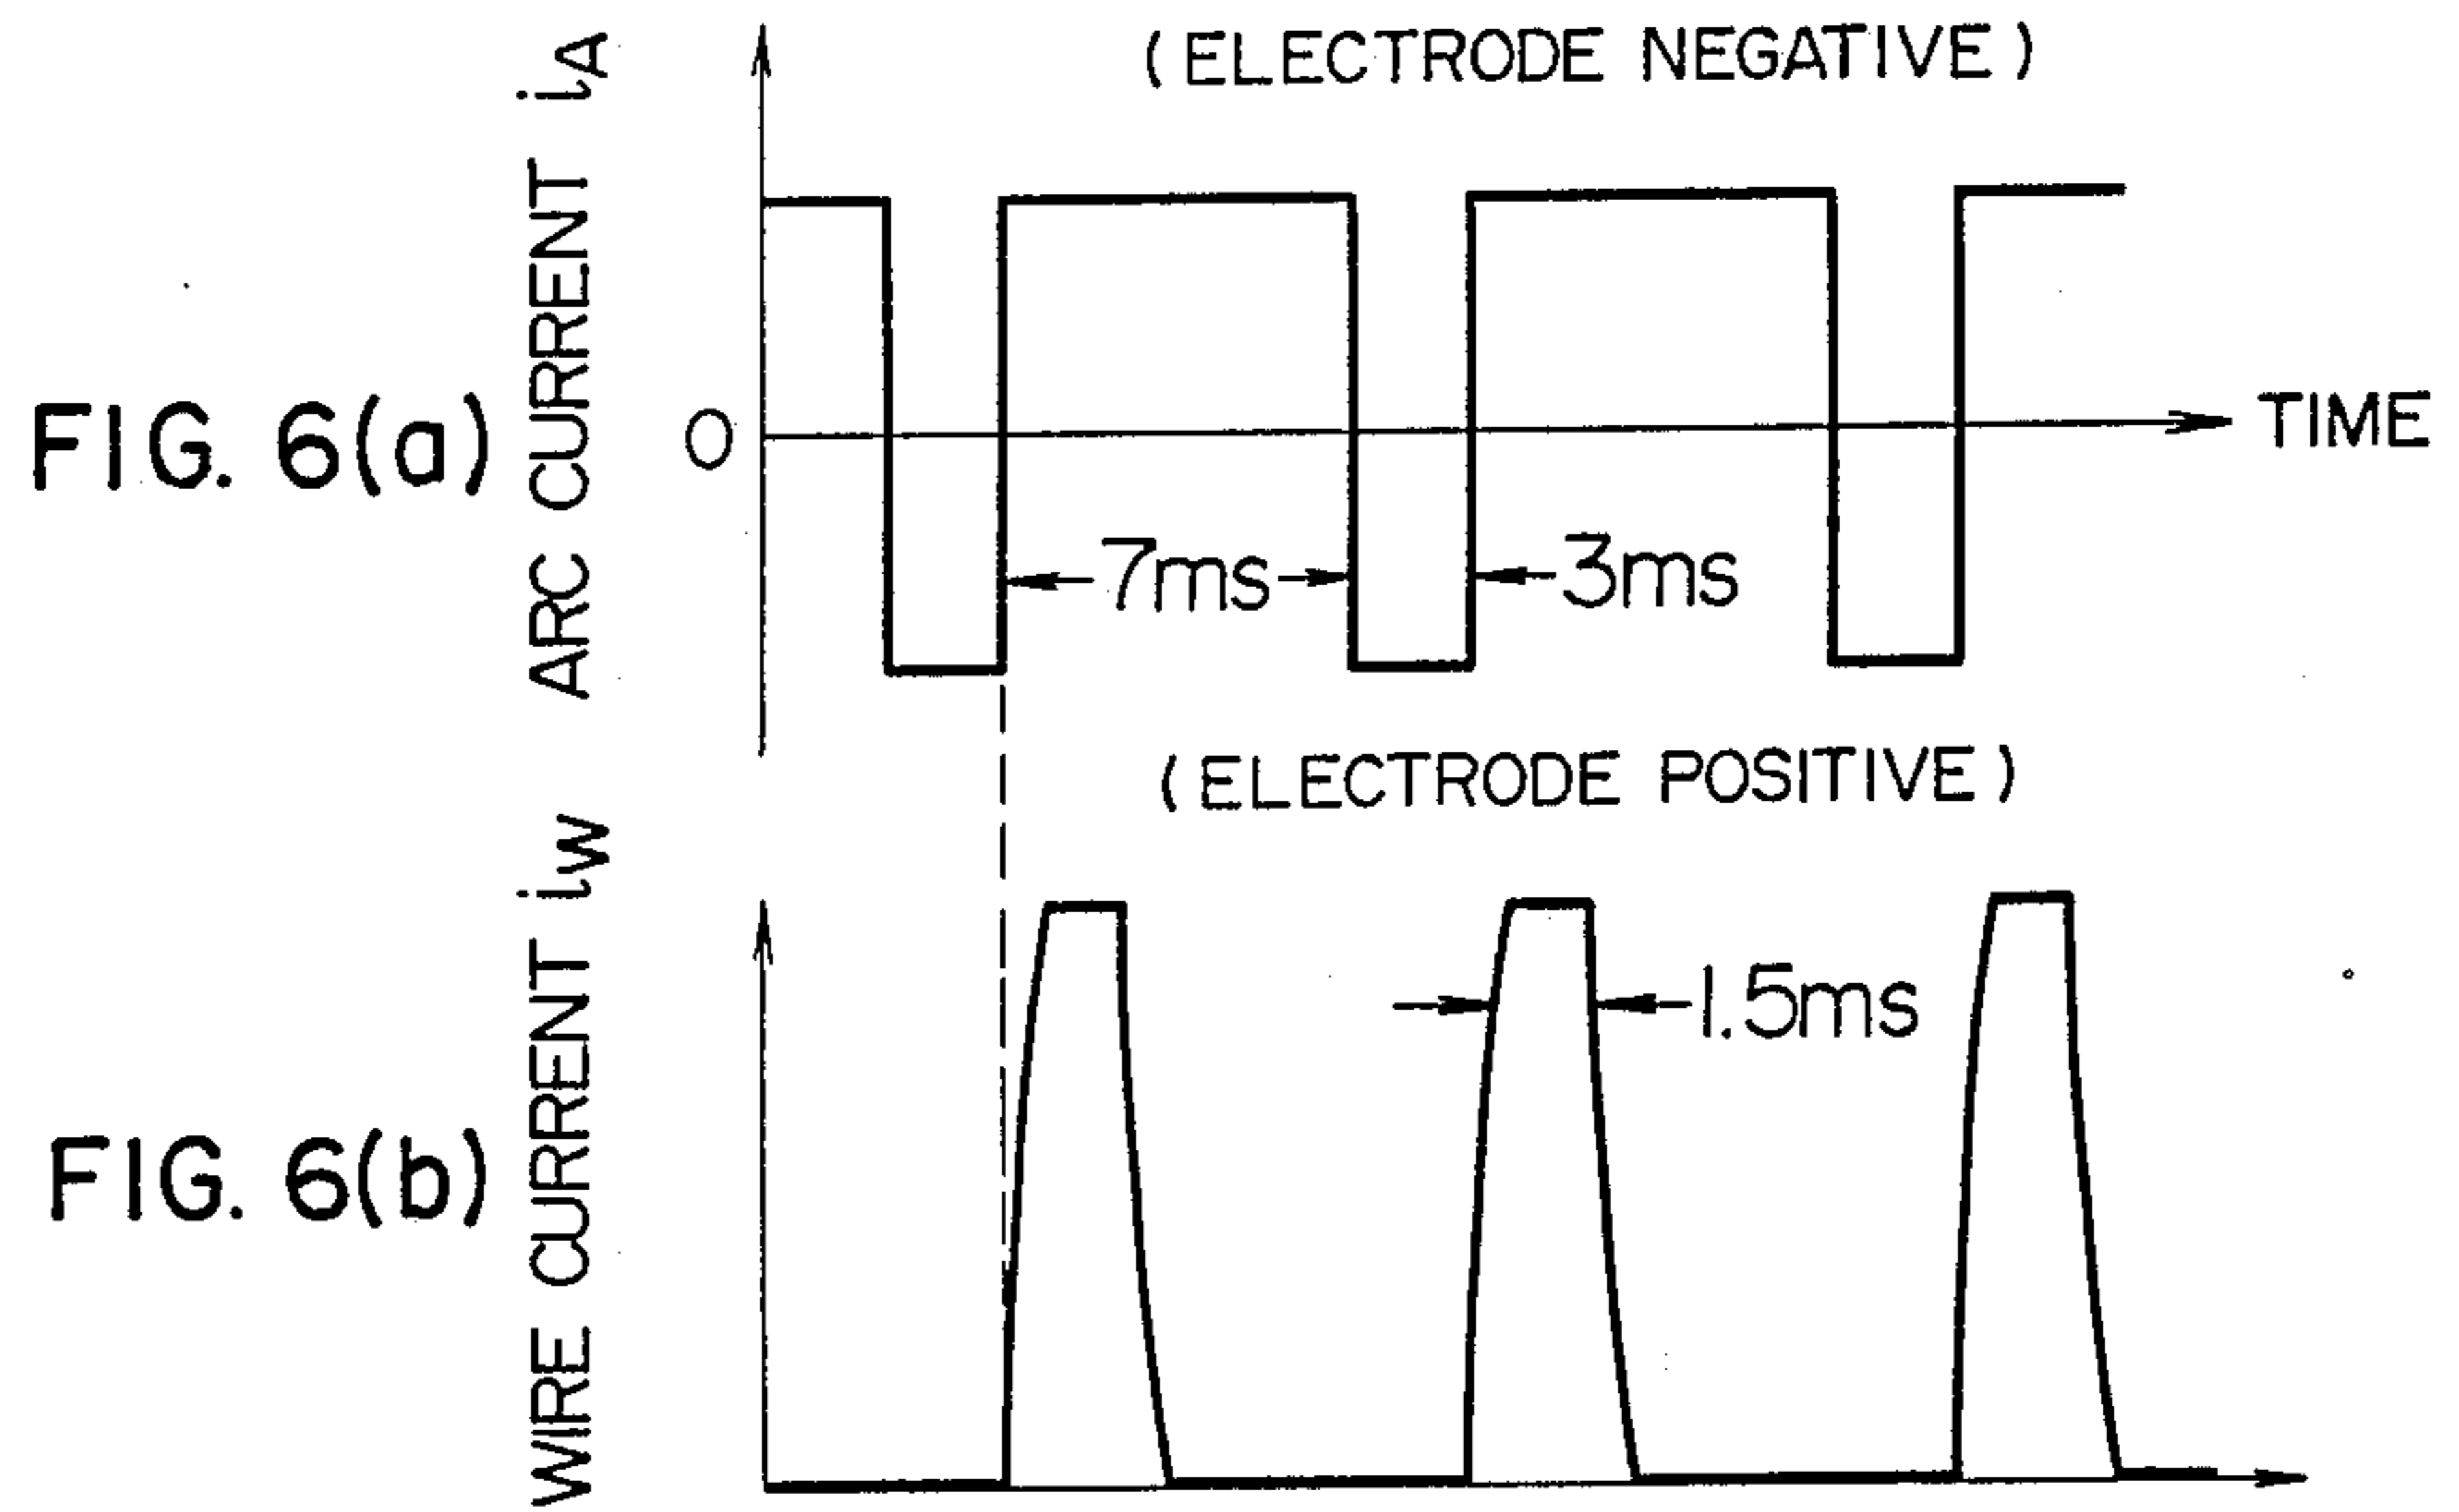 (ELECTRODE NEGATIVE)
ARC CURRENT iA
FIG. 6(a)
O
TIME
7ms
3ms
(ELECTRODE POSITIVE)
WIRE CURRENT iW
1.5ms
FIG. 6(b)